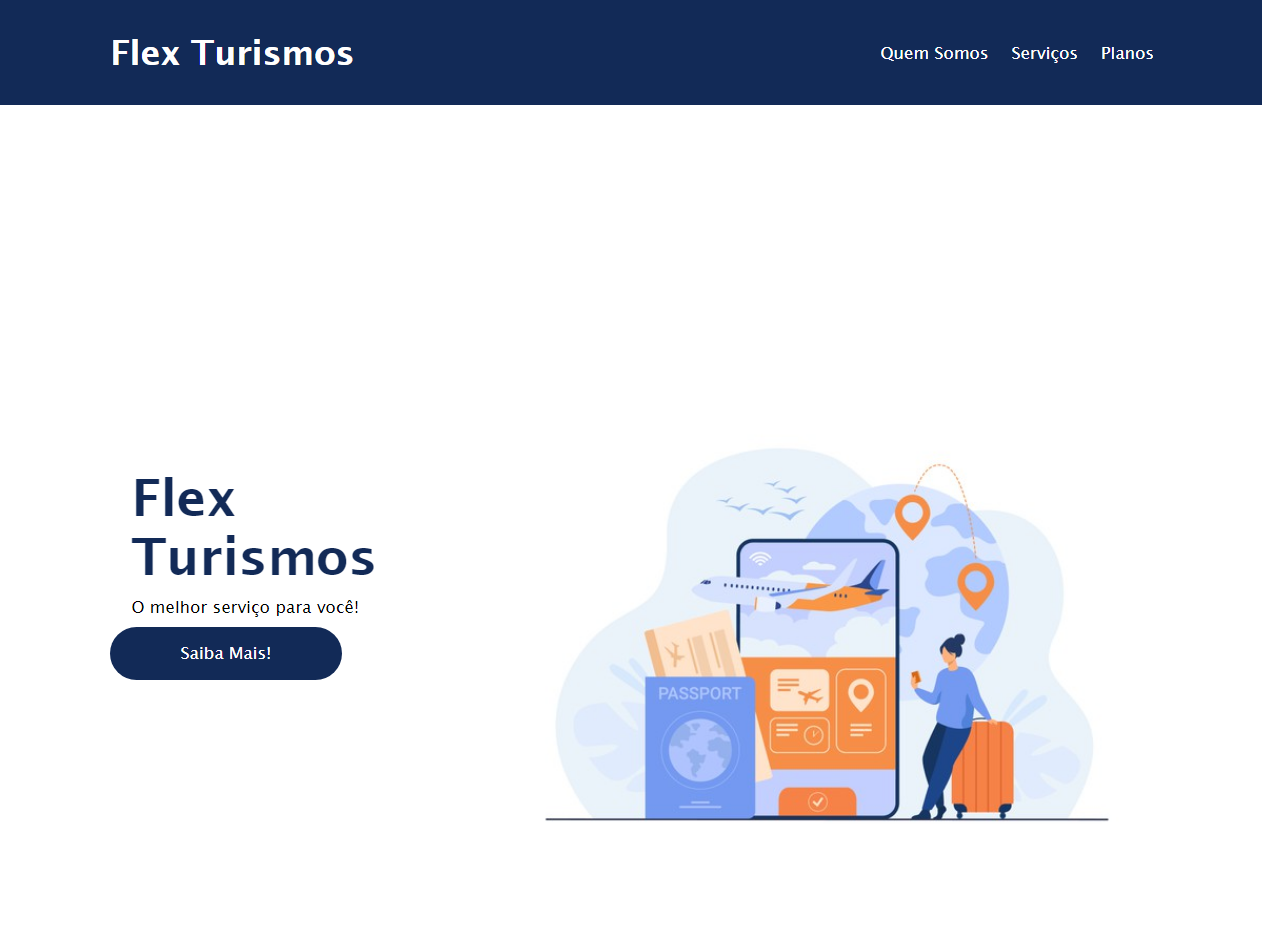 Flex Turismos
Quem Somos Serviços Planos
Flex
Turismos
O melhor serviço para você!
Saiba Mais!
PASSPORT